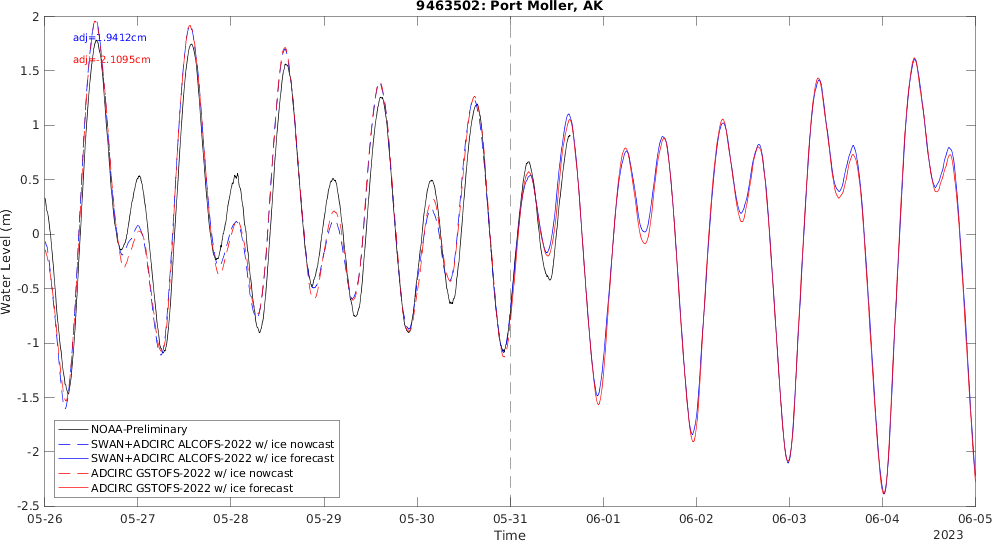 9463502: Port Moller, AK
2
1.5
1
0.5
0
-0.5
-1
-1.5
-2
-2.5
Water Level (m)
adj=1.9412cm
adj=-2.1095cm
NOAA-Preliminary
SWAN+ADCIRC ALCOFS-2022 w/ ice nowcast
SWAN+ADCIRC ALCOFS-2022 w/ ice forecast
ADCIRC GSTOFS-2022 w/ ice nowcast
ADCIRC GSTOFS-2022 w/ ice forecast
05-26 05-27 05-28 05-29 05-30 05-31 06-01 06-02 06-03 06-04 06-05
Time
2023